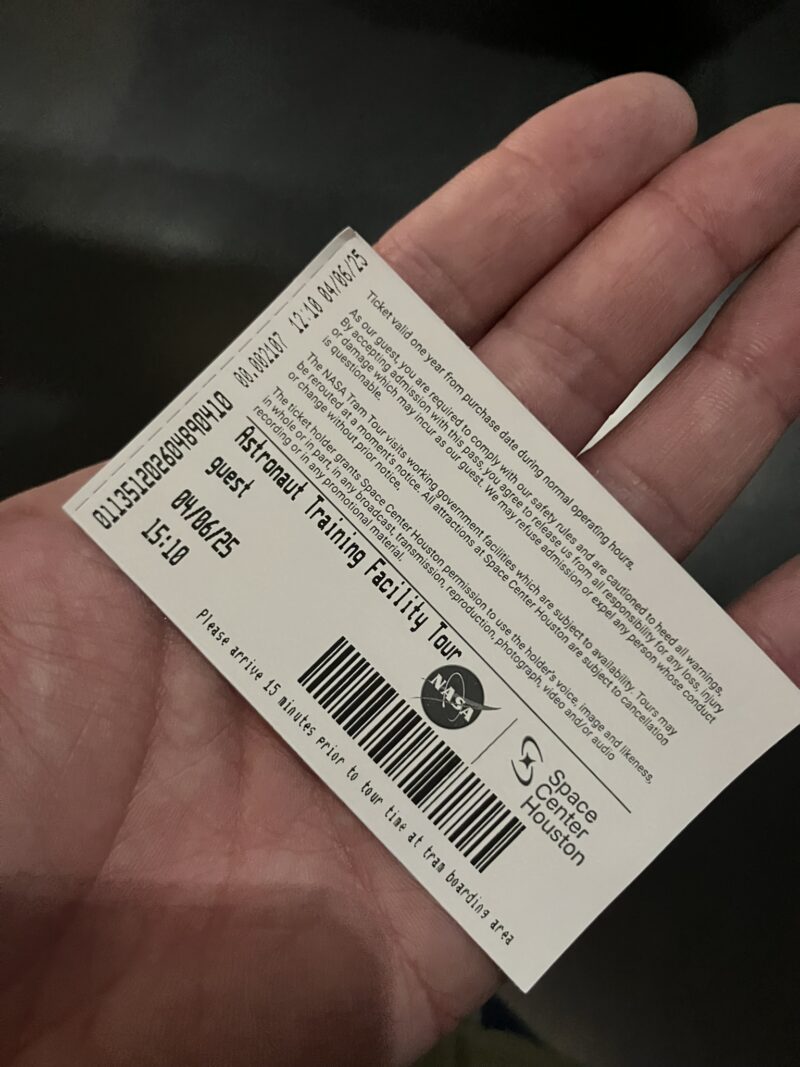 Ticket valid one year from purchase date during normal operating hours.
As our guest, you are required to comply with our safety rules and are cautioned to heed all warnings.
By accepting admission with this pass, you agree to release us from all responsibility for any loss, injury
or damage which may incur as our guest. We may refuse admission or expel any person whose conduct
is questionable.
The NASA Tram Tour visits working government facilities which are subject to availability. Tours may
be rerouted at a moment's notice. All attractions at Space Center Houston are subject to cancellation
or change without prior notice.
The ticket holder grants Space Center Houston permission to use the holder's voice, image and likeness,
in whole or in part, in any broadcast, transmission, reproduction, photograph, video and/or audio
recording or in any promotional material.
011351202604890410
00_002107 12:10 04/06/25
Astronaut Training Facility Tour
guest
04/06/25
15:10
NASA
Space
Center
Houston
Please arrive 15 minutes prior to tour time at tram boarding area